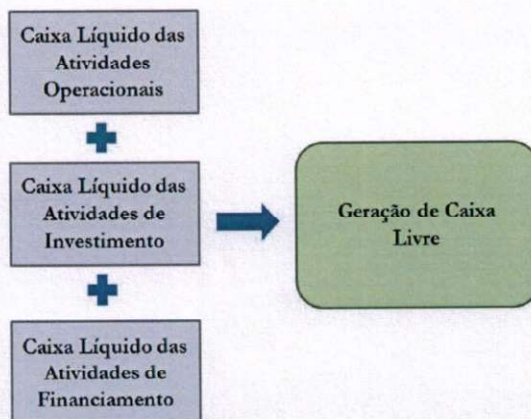 Caixa Líquido das
Atividades
Operacionais
Caixa Líquido das
Atividades de
Investimento
Geração de Caixa
Livre
Caixa Líquido das
Atividades de
Financiamento